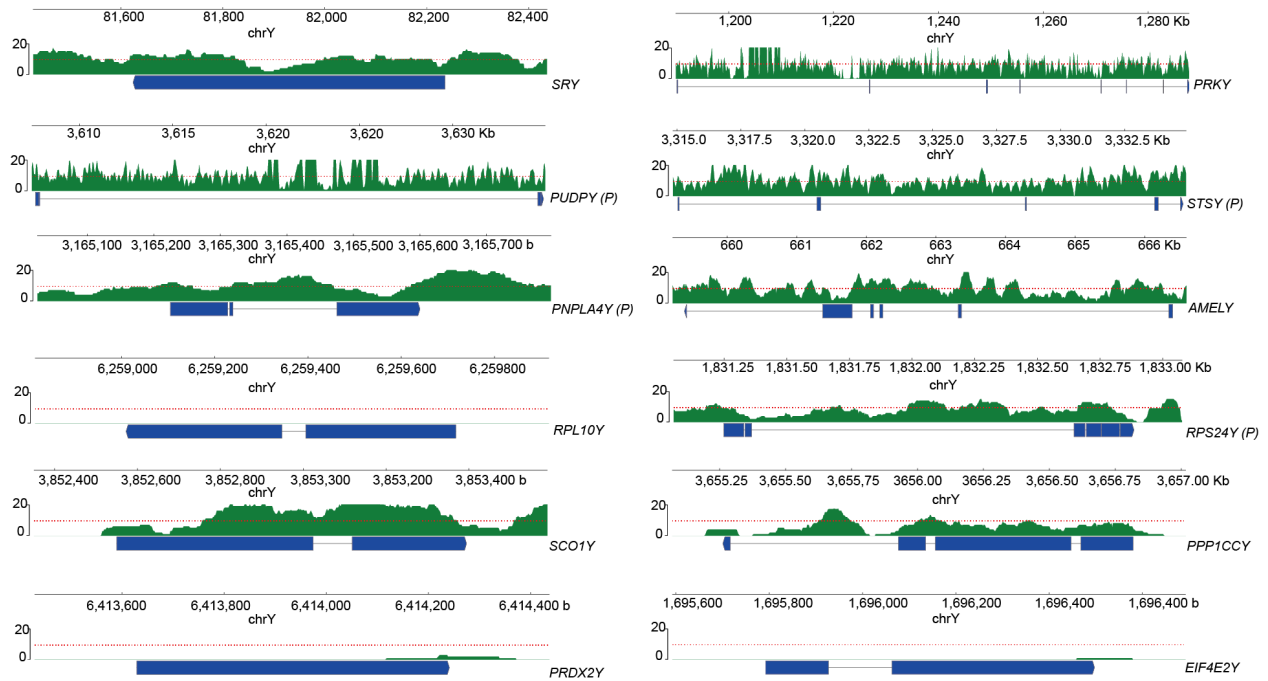 81,600 81,800 82,000 82,200 82,400
chrY
20
0
SRY
3,610 3,615 3,620 3,620 3,630 Kb
chrY
20
0
PUDPY (P)
3,165,100 3,165,200 3,165,300 3,165,400 3,165,500 3,165,600 3,165,700 b
chrY
20
0
PNPLA4Y (P)
6,259,000 6,259,200 6,259,400 6,259,600 6,259800
chrY
20
0
RPL10Y
3,852,400 3,852,600 3,852,800 3,853,300 3,853,200 3,853,400 b
chrY
20
0
SCO1Y
6,413,600 6,413,800 6,414,000 6,414,200 6,414,400 b
chrY
20
0
PRDX2Y
1,200 1,220 1,240 1,260 1,280 Kb
chrY
20
0
PRKY
3,315.0 3,317.5 3,320.0 3,322.5 3,325.0 3,327.5 3,330.0 3,332.5 Kb
chrY
20
0
STSY (P)
660 661 662 663 664 665 666 Kb
chrY
20
0
AMELY
1,831.25 1,831.50 1,831.75 1,832.00 1,832.25 1,832.50 1,832.75 1,833.00 Kb
chrY
20
0
RPS24Y (P)
3,655.25 3,655.50 3,655.75 3656.00 3,656.25 3,656.50 3,656.75 3,657.00 Kb
chrY
20
0
PPP1CCY
1,695,600 1,695,800 1,696,000 1,696,200 1,696,400 1,696,400 b
chrY
20
0
EIF4E2Y